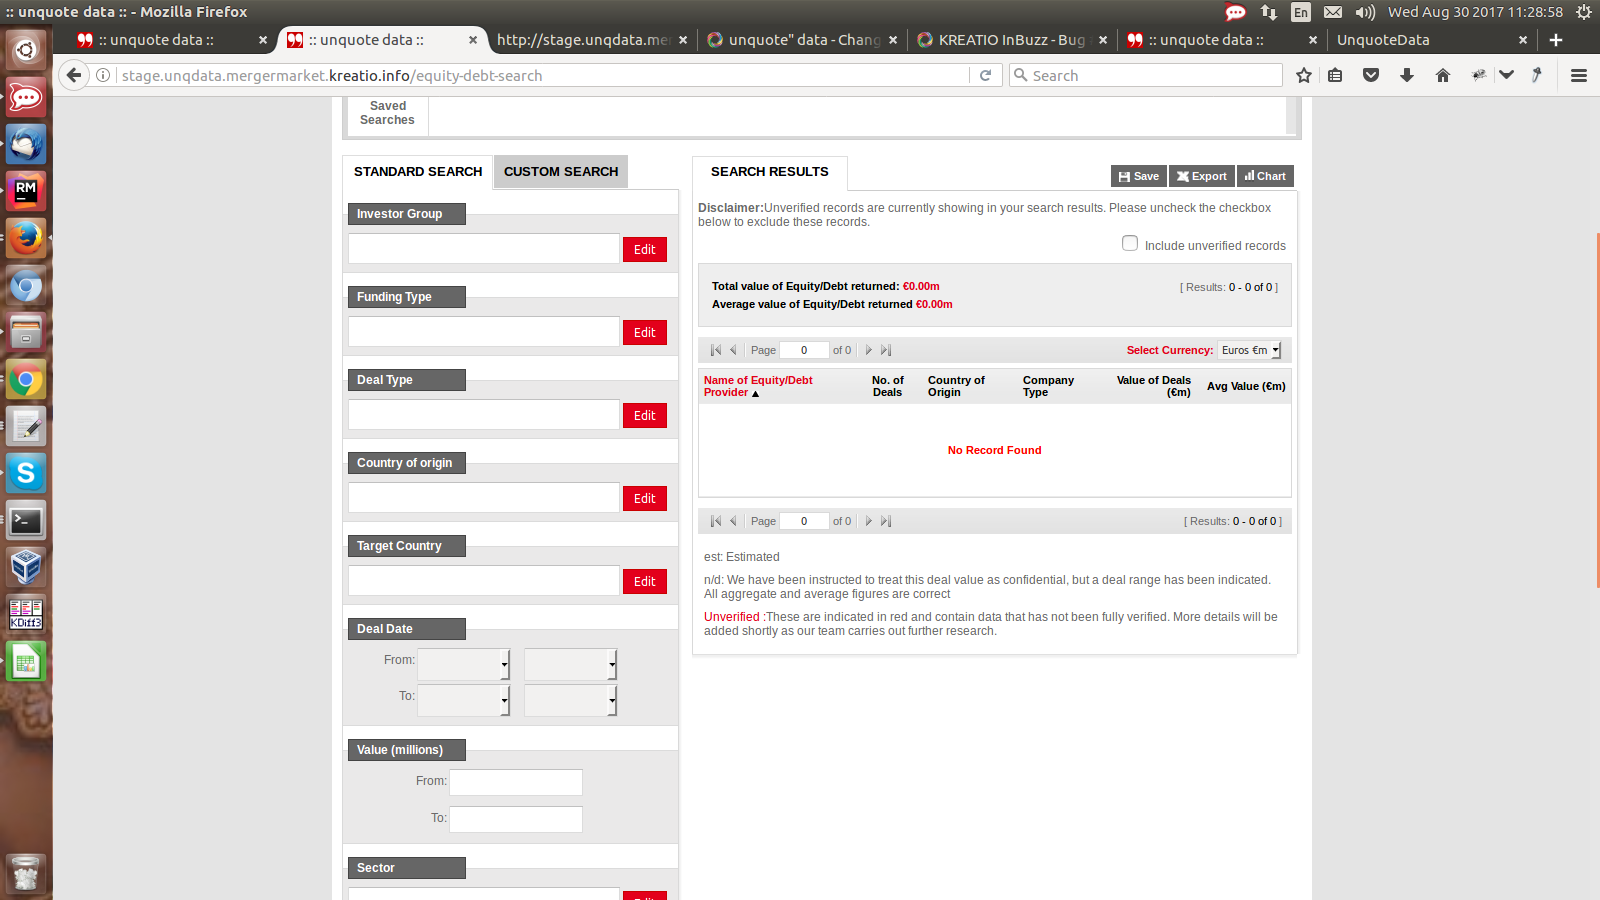 :: unquote data :: - Mozilla Firefox
En
Wed Aug 30 2017 11:28:58
:: unquote data ::
:: unquote data ::
http://stage.unqdata.me
unquote" data - Chang
KREATIO InBuzz - Bug
:: unquote data ::
UnquoteData
stage.unqdata.mergermarket.kreatio.info/equity-debt-search
Search
Saved
Searches
STANDARD SEARCH
CUSTOM SEARCH
Investor Group
Edit
Funding Type
Edit
Deal Type
Edit
Country of origin
Edit
Target Country
Edit
Deal Date
From:
To:
Value (millions)
From:
To:
Sector
SEARCH RESULTS
Save
Export
Chart
Disclaimer:Unverified records are currently showing in your search results. Please uncheck the checkbox
below to exclude these records.
Include unverified records
Total value of Equity/Debt returned: €0.00m
[ Results: 0 - 0 of 0 ]
Average value of Equity/Debt returned €0.00m
Page 0 of 0
Select Currency: Euros €m
Name of Equity/Debt
Provider
No. of
Deals
Country of
Origin
Company
Type
Value of Deals
(€m)
Avg Value (€m)
No Record Found
Page 0 of 0
[ Results: 0 - 0 of 0 ]
est: Estimated
n/d: We have been instructed to treat this deal value as confidential, but a deal range has been indicated.
All aggregate and average figures are correct
Unverified :These are indicated in red and contain data that has not been fully verified. More details will be
added shortly as our team carries out further research.
RM
S
KDiff3